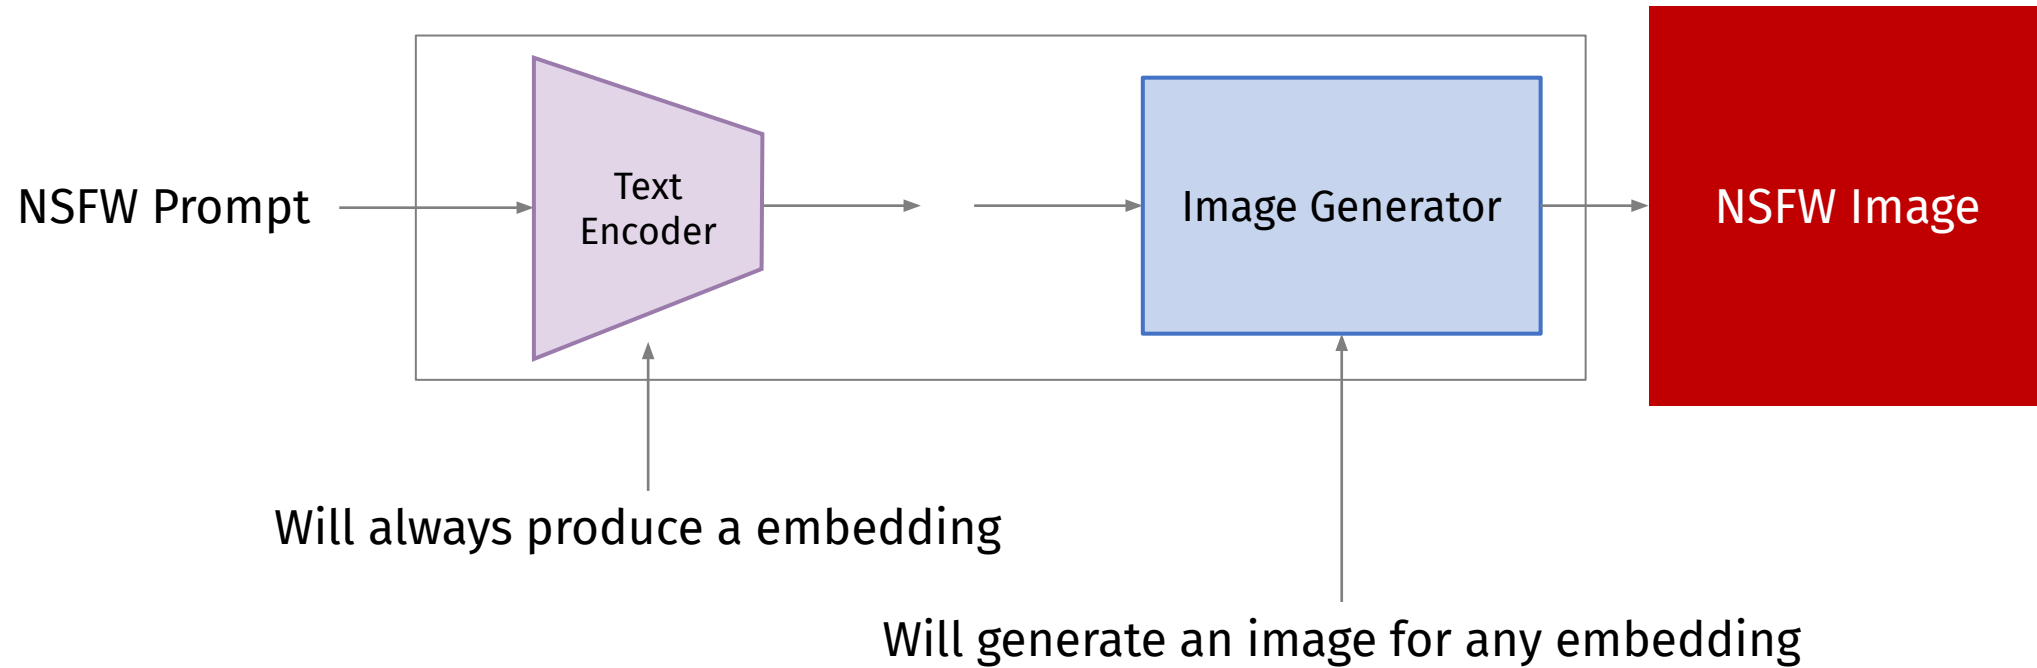 NSFW Prompt
Text
Encoder
Image Generator
NSFW Image
Will always produce a embedding
Will generate an image for any embedding